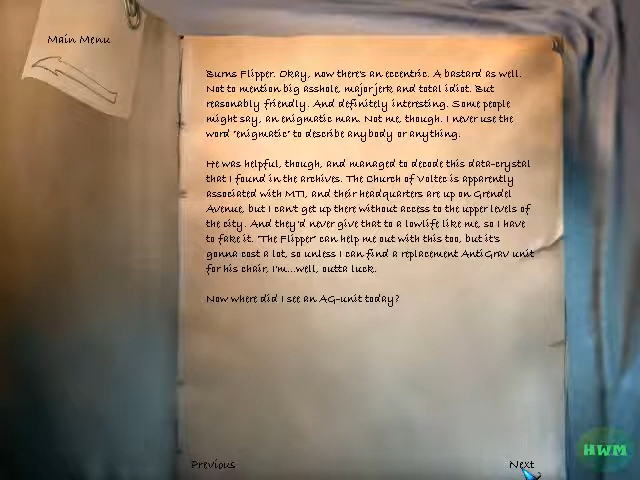 Main Menu
Burns Flipper. Okay, now there's an eccentric. A bastard as well.
Not to mention big asshole, major jerk and total idiot. But
reasonably friendly. And definitely interesting. Some people
might say, an enigmatic man. Not me, though. I never use the
word "enigmatic" to describe anybody or anything.
He was helpful, though, and managed to decode this data-crystal
that I found in the archives. The Church of Voltec is apparently
associated with MTI, and their headquarters are up on Grendel
Avenue, but I can't get up there without access to the upper levels of
the city. And they'd never give that to a lowlife like me, so I have
to fake it. 'The Flipper' can help me out with this too, but it's
gonna cost a lot, so unless I can find a replacement AntiGrav unit
for his chair, I'm...well, outta luck.
Now where did I see an AG-unit today?
Previous
Next
HWM